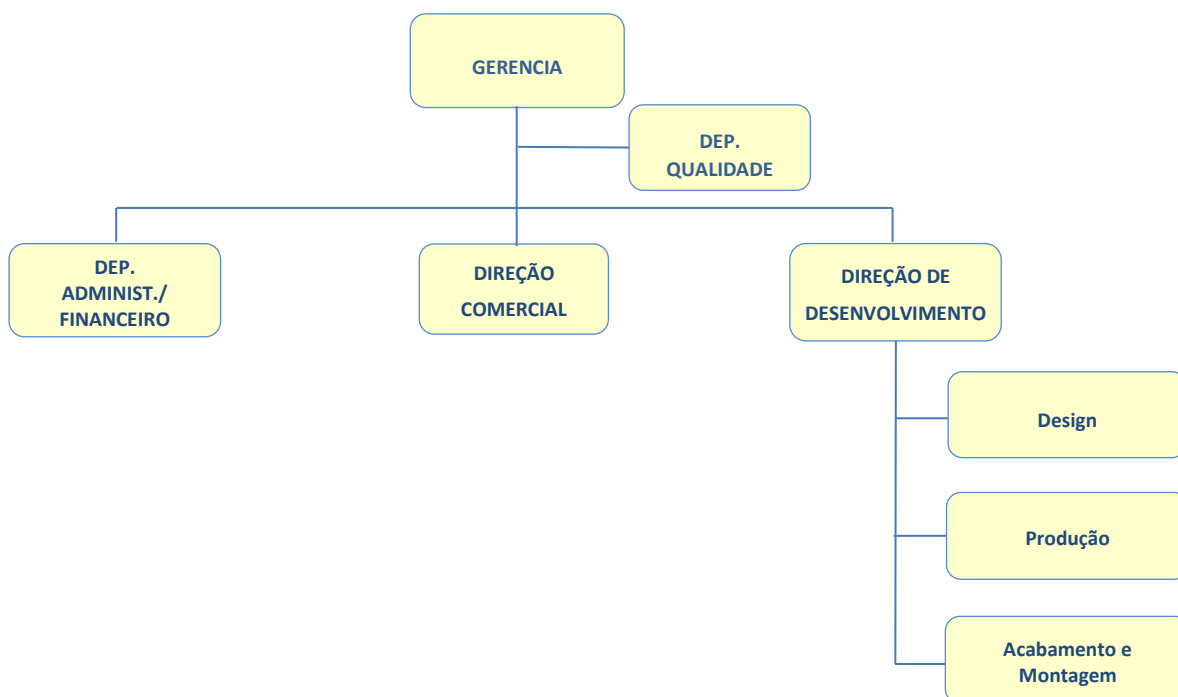 GERENCIA
DEP.
QUALIDADE
DEP.
ADMINIST./
FINANCEIRO
DIREÇÃO
COMERCIAL
DIREÇÃO DE
DESENVOLVIMENTO
Design
Produção
Acabamento e
Montagem